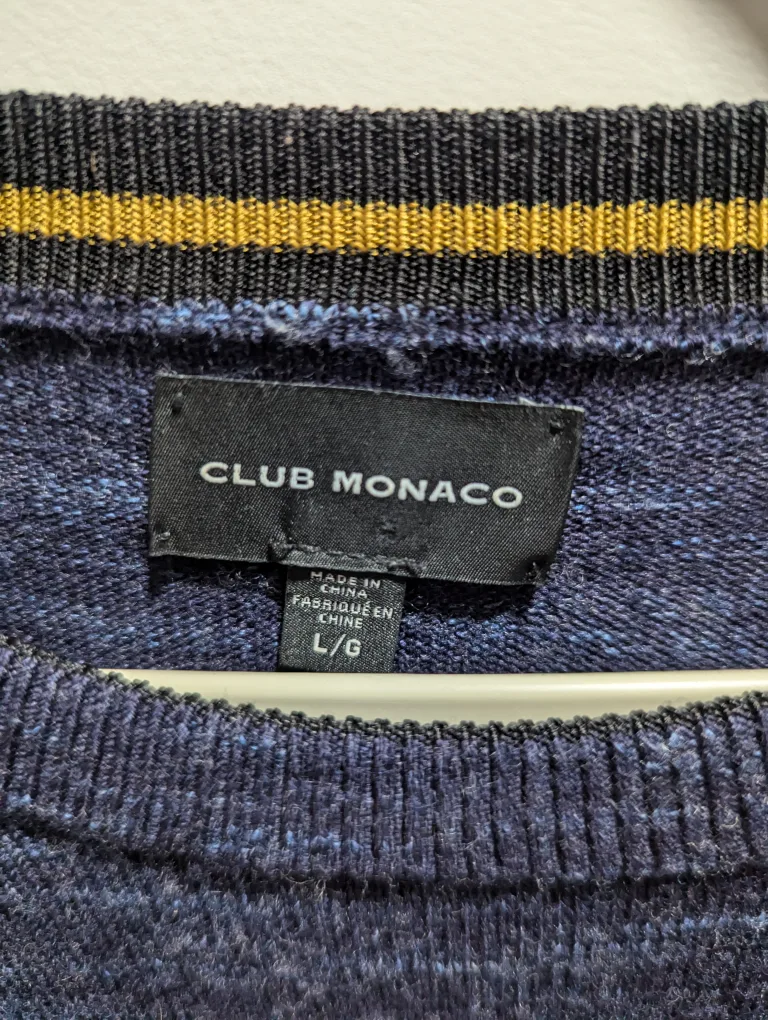 CLUB MONACO
MADE IN
CHINA
FABRIQUÉ EN
CHINE
L/G